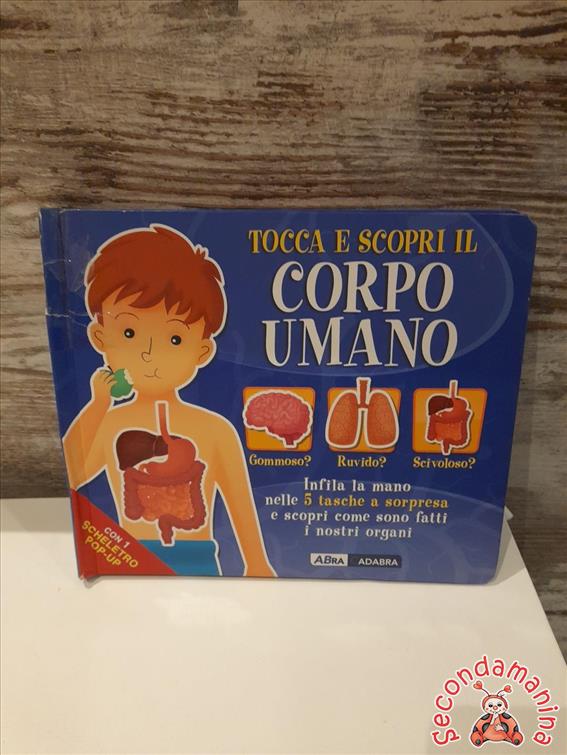 TOCCA E SCOPRI IL
CORPO
UMANO
Gommoso?
Ruvido?
Scivoloso?
Infila la mano
nelle 5 tasche a sorpresa
e scopri come sono fatti
i nostri organi
CON 1
SCHELETRO
POP-UP
ABRA CADABRA
Secondamanina